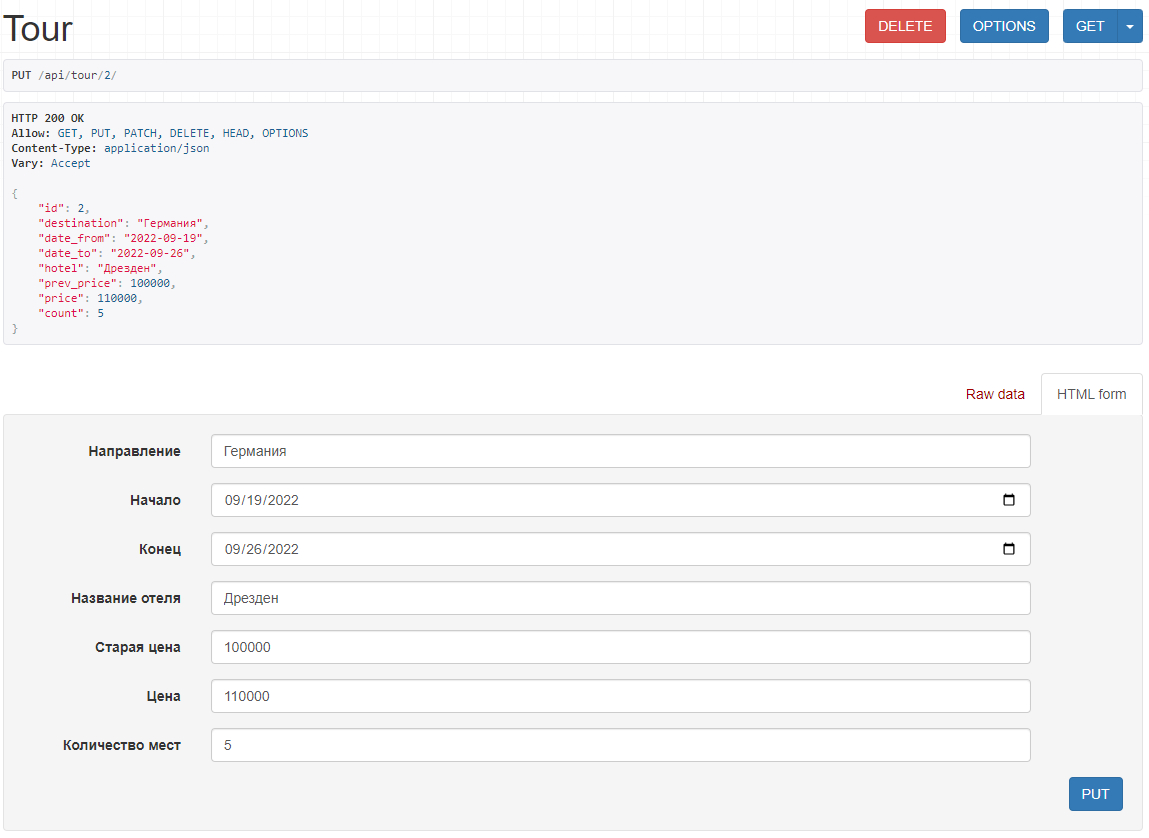 Tour
DELETE
OPTIONS
GET
PUT /api/tour/2/
HTTP 200 OK
Allow: GET, PUT, PATCH, DELETE, HEAD, OPTIONS
Content-Type: application/json
Vary: Accept
{
"id": 2,
"destination": "Германия",
"date_from": "2022-09-19",
"date_to": "2022-09-26",
"hotel": "Дрезден",
"prev_price": 100000,
"price": 110000,
"count": 5
}
Raw data
HTML form
Направление Германия
Начало 09/19/2022
Конец 09/26/2022
Название отеля Дрезден
Старая цена 100000
Цена 110000
Количество мест 5
PUT